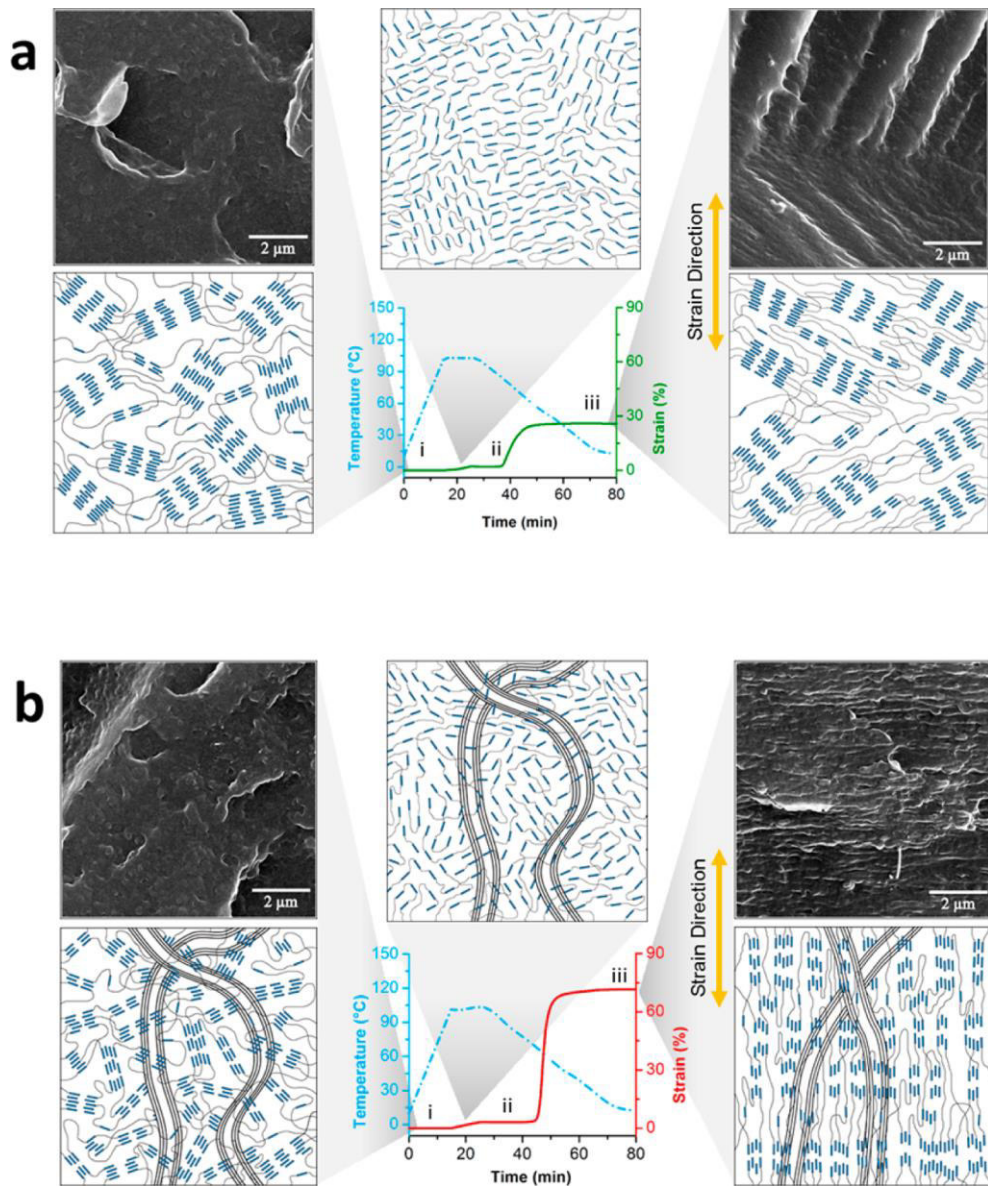 a
2 μm
2 μm
Strain Direction
150
120
90
60
30
0
Temperature (°C)
90
60
30
0
Strain (%)
i
ii
iii
0
20
40
60
80
Time (min)
b
2 μm
2 μm
Strain Direction
150
120
90
60
30
0
Temperature (°C)
90
60
30
0
Strain (%)
i
ii
iii
0
20
40
60
80
Time (min)